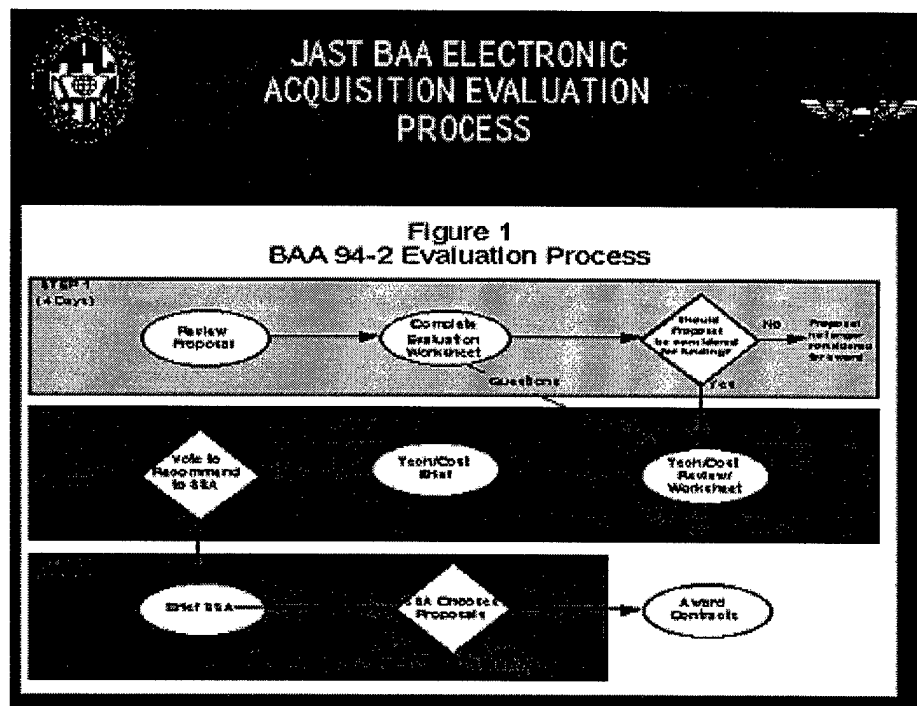 JAST BAA ELECTRONIC
ACQUISITION EVALUATION
PROCESS
Figure 1
BAA 94-2 Evaluation Process
STEP 1
(4 Days)
Review
Proposal
Complete
Evaluation
Worksheet
Should
Proposal
be considered
for funding?
No
Proposal
no longer
considered
for award
Questions
Yes
Vote to
Recommend
to SSA
Tech/Cost
Brief
Tech/Cost
Review/
Worksheet
Brief SSA
SSA Chooses
Proposals
Award
Contracts